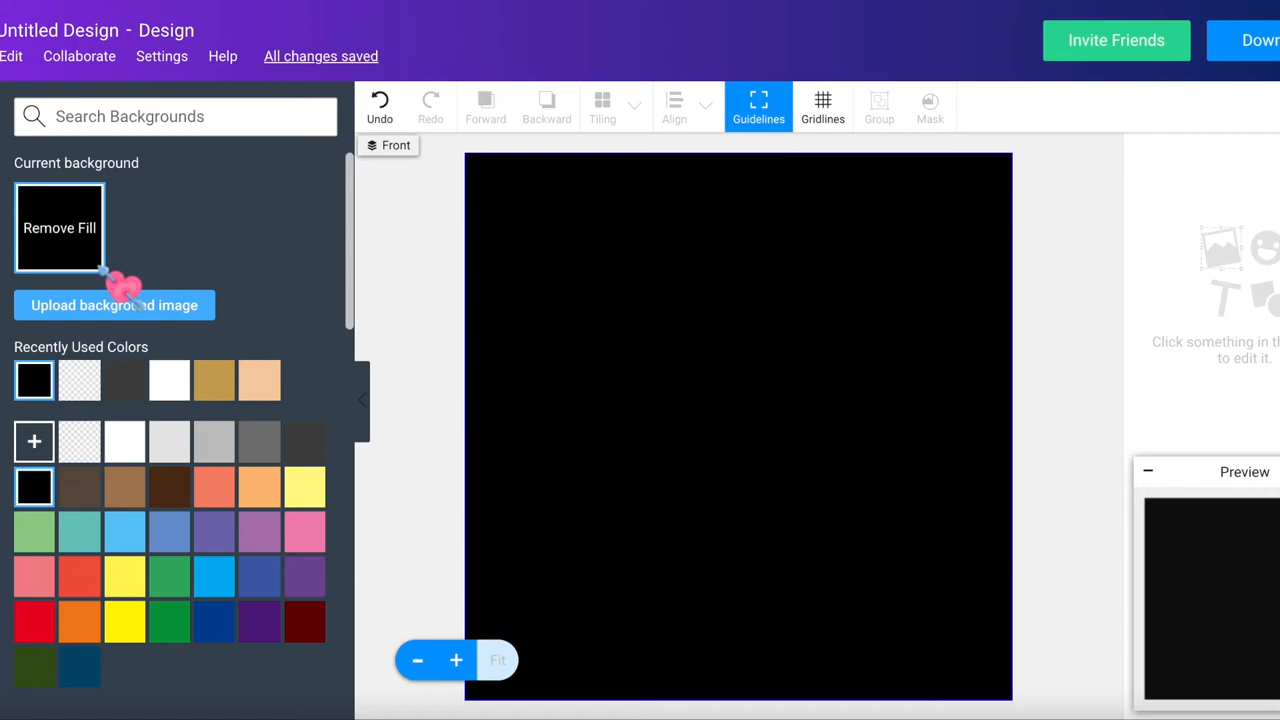 Untitled Design - Design
Edit Collaborate Settings Help All changes saved
Invite Friends
Search Backgrounds
Current background
Remove Fill
Upload background image
Recently Used Colors
+
Undo Redo Forward Backward Tiling Align Guidelines Gridlines Group Mask
Front
- + Fit
Click something in
to edit it.
Preview